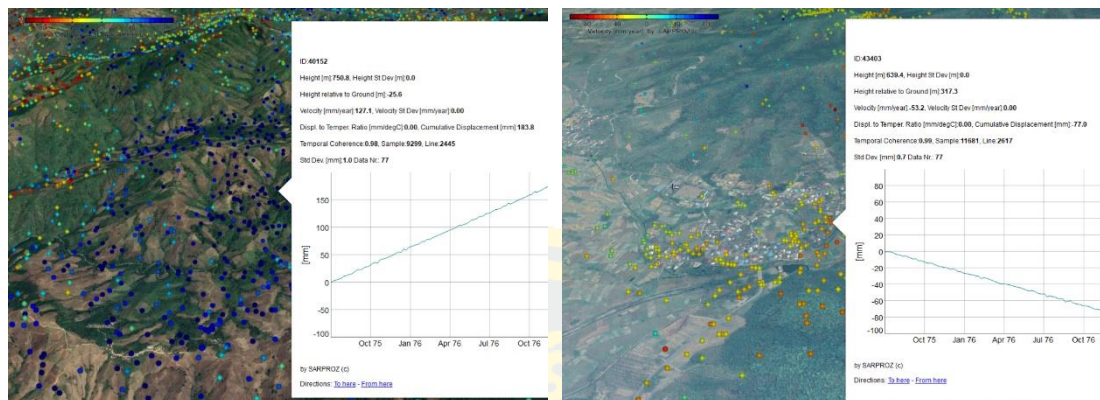 ID:40152
Height [m]:750.8, Height St.Dev [m]:0.0
Height relative to Ground [m]:-25.6
Velocity [mm/year]:127.1, Velocity St.Dev [mm/year]:0.00
Displ. to Temper. Ratio [mm/degC]:0.00, Cumulative Displacement [mm]:183.8
Temporal Coherence:0.98, Sample:9299, Line:2445
Std Dev. [mm]:1.0 Data Nr.: 77
150
100
50
0
-50
-100
[mm]
Oct 75 Jan 76 Apr 76 Jul 76 Oct 76
by SARPROZ (c)
Directions: To here - From here
Velocity [mm/year] by SARPROZ
ID:43403
Height [m]:639.4, Height St.Dev [m]:0.0
Height relative to Ground [m]:317.3
Velocity [mm/year]:-53.2, Velocity St.Dev [mm/year]:0.00
Displ. to Temper. Ratio [mm/degC]:0.00, Cumulative Displacement [mm]:-77.0
Temporal Coherence:0.99, Sample:11681, Line:2617
Std Dev. [mm]:0.7 Data Nr.: 77
80
60
40
20
0
-20
-40
-60
-80
-100
[mm]
Oct 75 Jan 76 Apr 76 Jul 76 Oct 76
by SARPROZ (c)
Directions: To here - From here